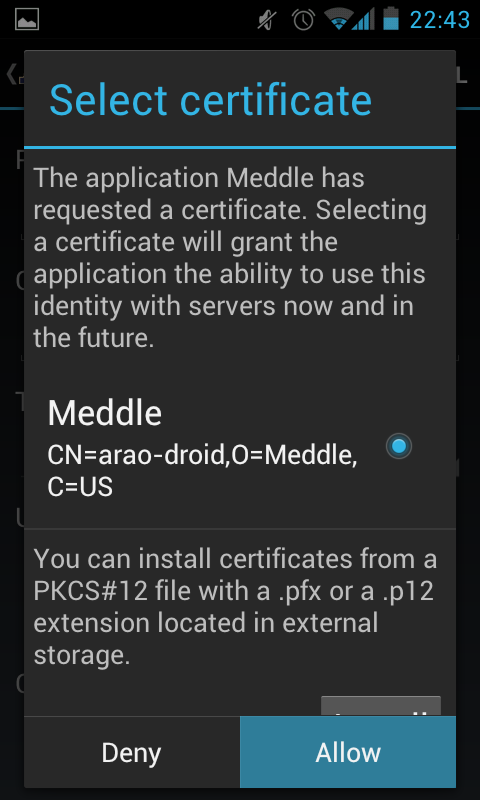 22:43
Select certificate
The application Meddle has
requested a certificate. Selecting
a certificate will grant the
application the ability to use this
identity with servers now and in
the future.
Meddle
CN=arao-droid,O=Meddle,
C=US
You can install certificates from a
PKCS#12 file with a .pfx or a .p12
extension located in external
storage.
Deny
Allow